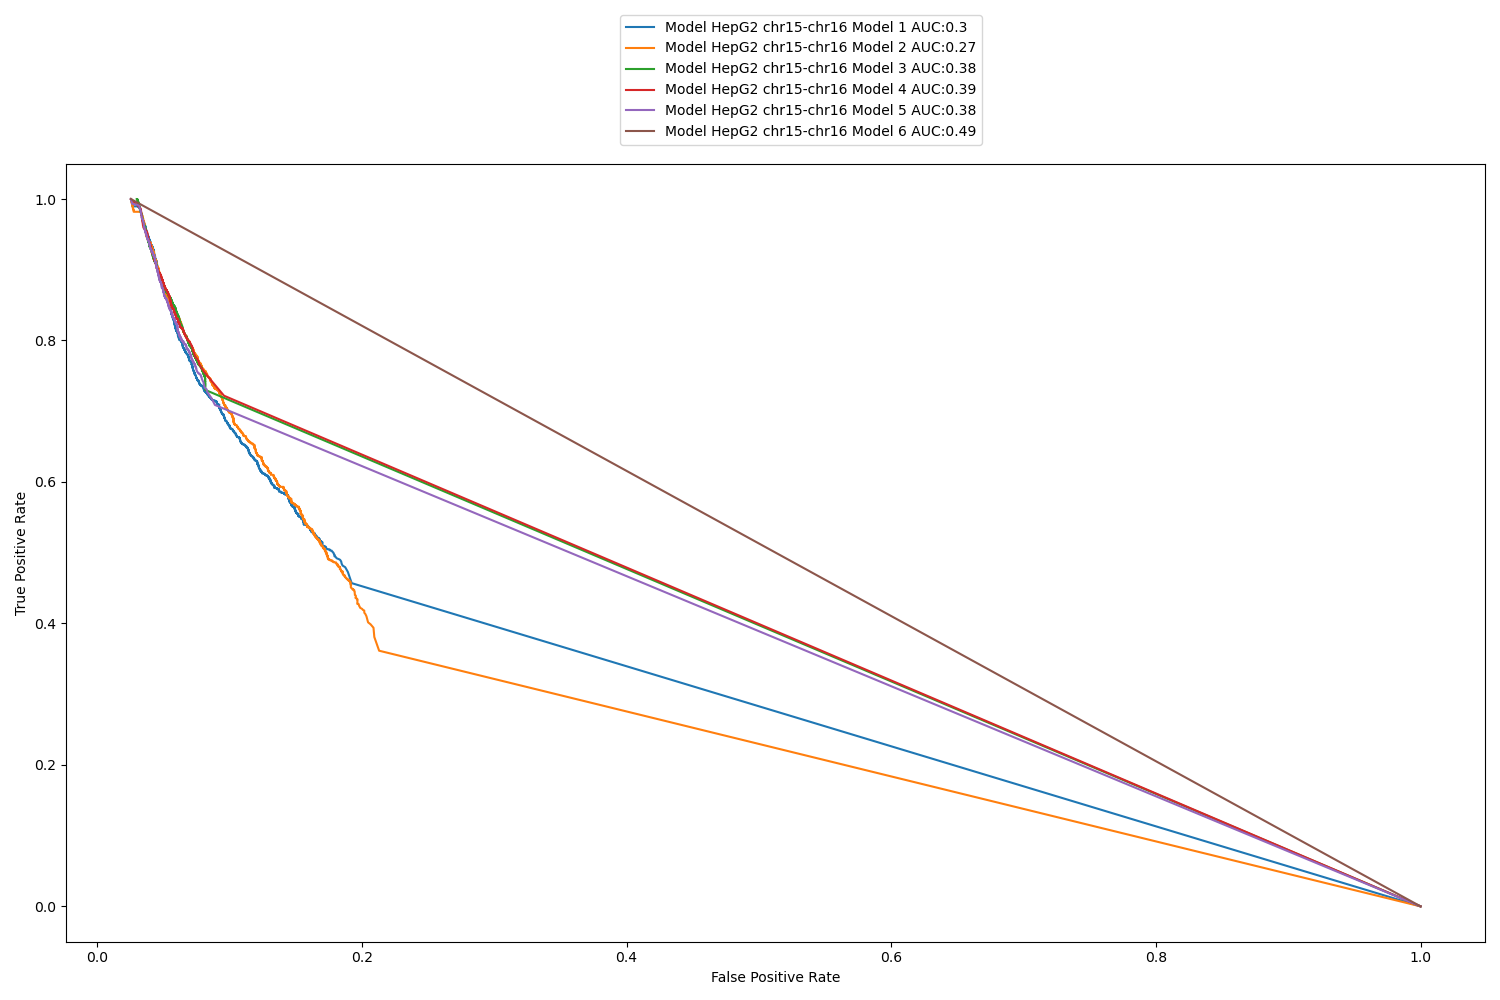 Model HepG2 chr15-chr16 Model 1 AUC:0.3
Model HepG2 chr15-chr16 Model 2 AUC:0.27
Model HepG2 chr15-chr16 Model 3 AUC:0.38
Model HepG2 chr15-chr16 Model 4 AUC:0.39
Model HepG2 chr15-chr16 Model 5 AUC:0.38
Model HepG2 chr15-chr16 Model 6 AUC:0.49
True Positive Rate
1.0
0.8
0.6
0.4
0.2
0.0
0.0 0.2 0.4 0.6 0.8 1.0
False Positive Rate